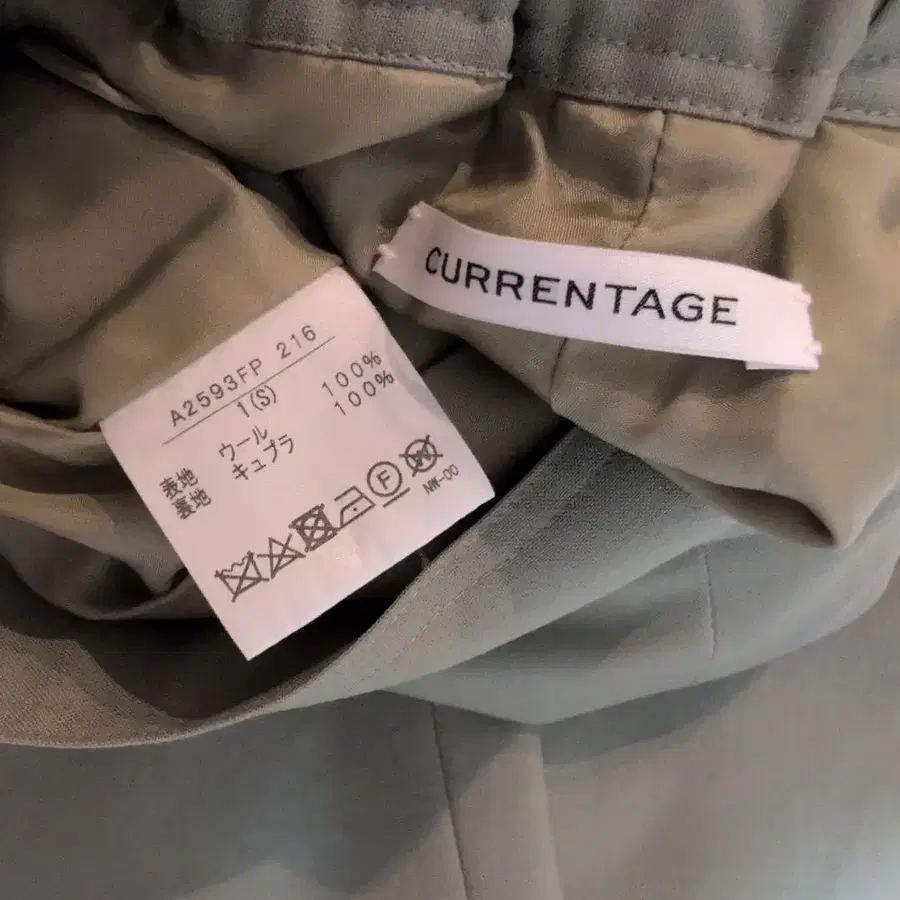 CURRENTAGE
A2593FP 216
1(S)
表地 ウール 100%
裏地 キュプラ 100%
F W
NW-00